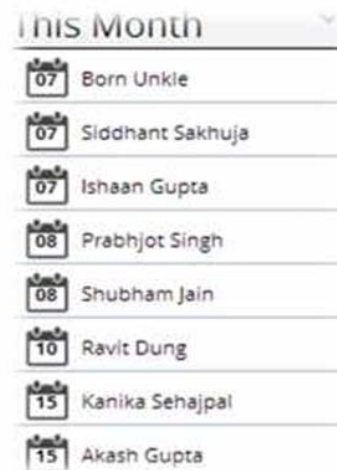 This Month
07 Born Unkle
07 Siddhant Sakhuja
07 Ishaan Gupta
08 Prabhjot Singh
08 Shubham Jain
10 Ravit Dung
15 Kanika Sehajpal
15 Akash Gupta